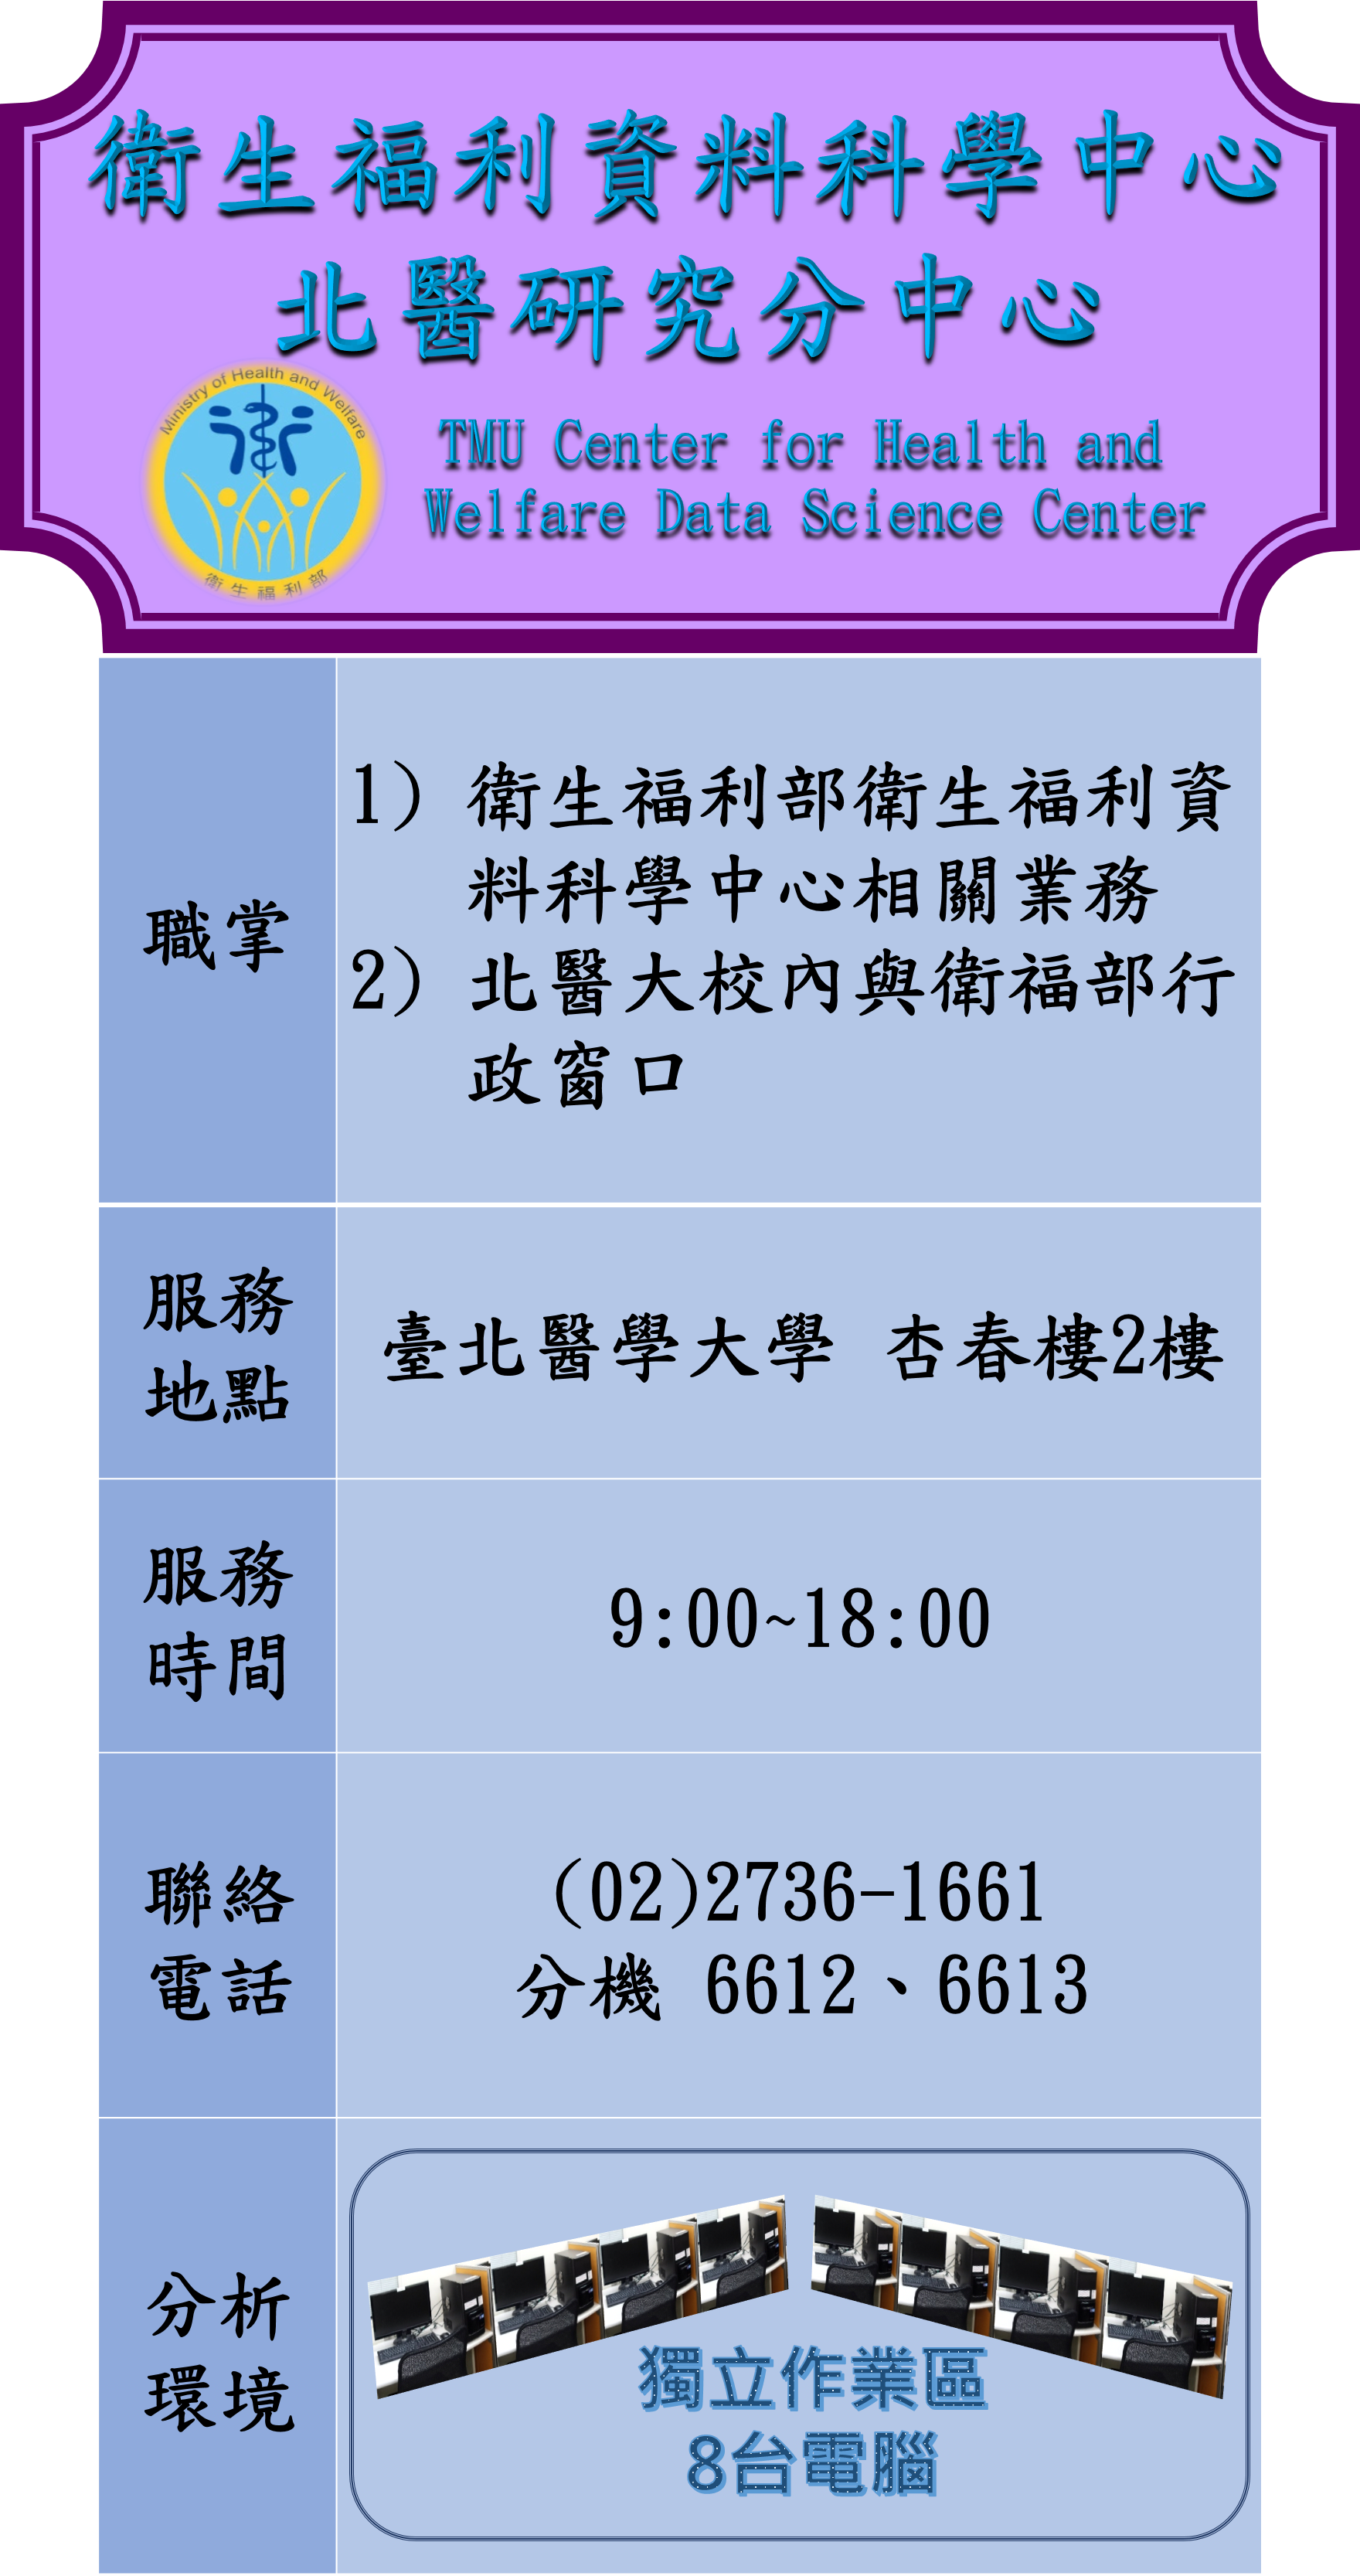 衛生福利資料科學中心
北醫研究分中心
Ministry of Health and Welfare
衛生福利部
TMU Center for Health and
Welfare Data Science Center
職掌
1) 衛生福利部衛生福利資
料科學中心相關業務
2) 北醫大校內與衛福部行
政窗口
服務
地點
臺北醫學大學 杏春樓2樓
服務
時間
9:00~18:00
聯絡
電話
(02)2736-1661
分機 6612、6613
分析
環境
獨立作業區
8台電腦